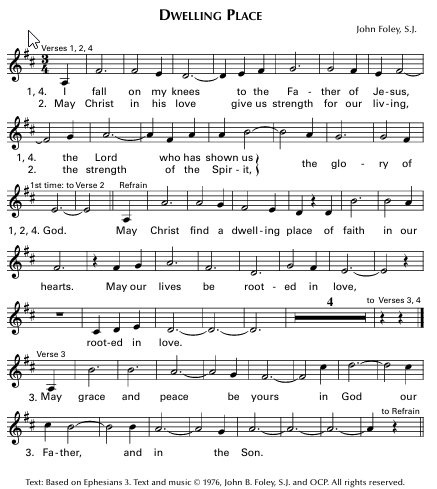 DWELLING PLACE
John Foley, S.J.
Verses 1, 2, 4
3 4
1, 4. I fall on my knees to the Fa - ther of Je-sus,
2. May Christ in his love give us strength for our liv-ing,
1, 4. the Lord who has shown us
2. the strength of the Spir - it,
the glo - ry of
1st time: to Verse 2 Refrain
1, 2, 4. God. May Christ find a dwell-ing place of faith in our
hearts. May our lives be root - ed in love,
4 to Verses 3, 4
root-ed in love.
Verse 3
3. May grace and peace be yours in God our
to Refrain
3. Fa-ther, and in the Son.
Text: Based on Ephesians 3. Text and music © 1976, John B. Foley, S.J. and OCP. All rights reserved.